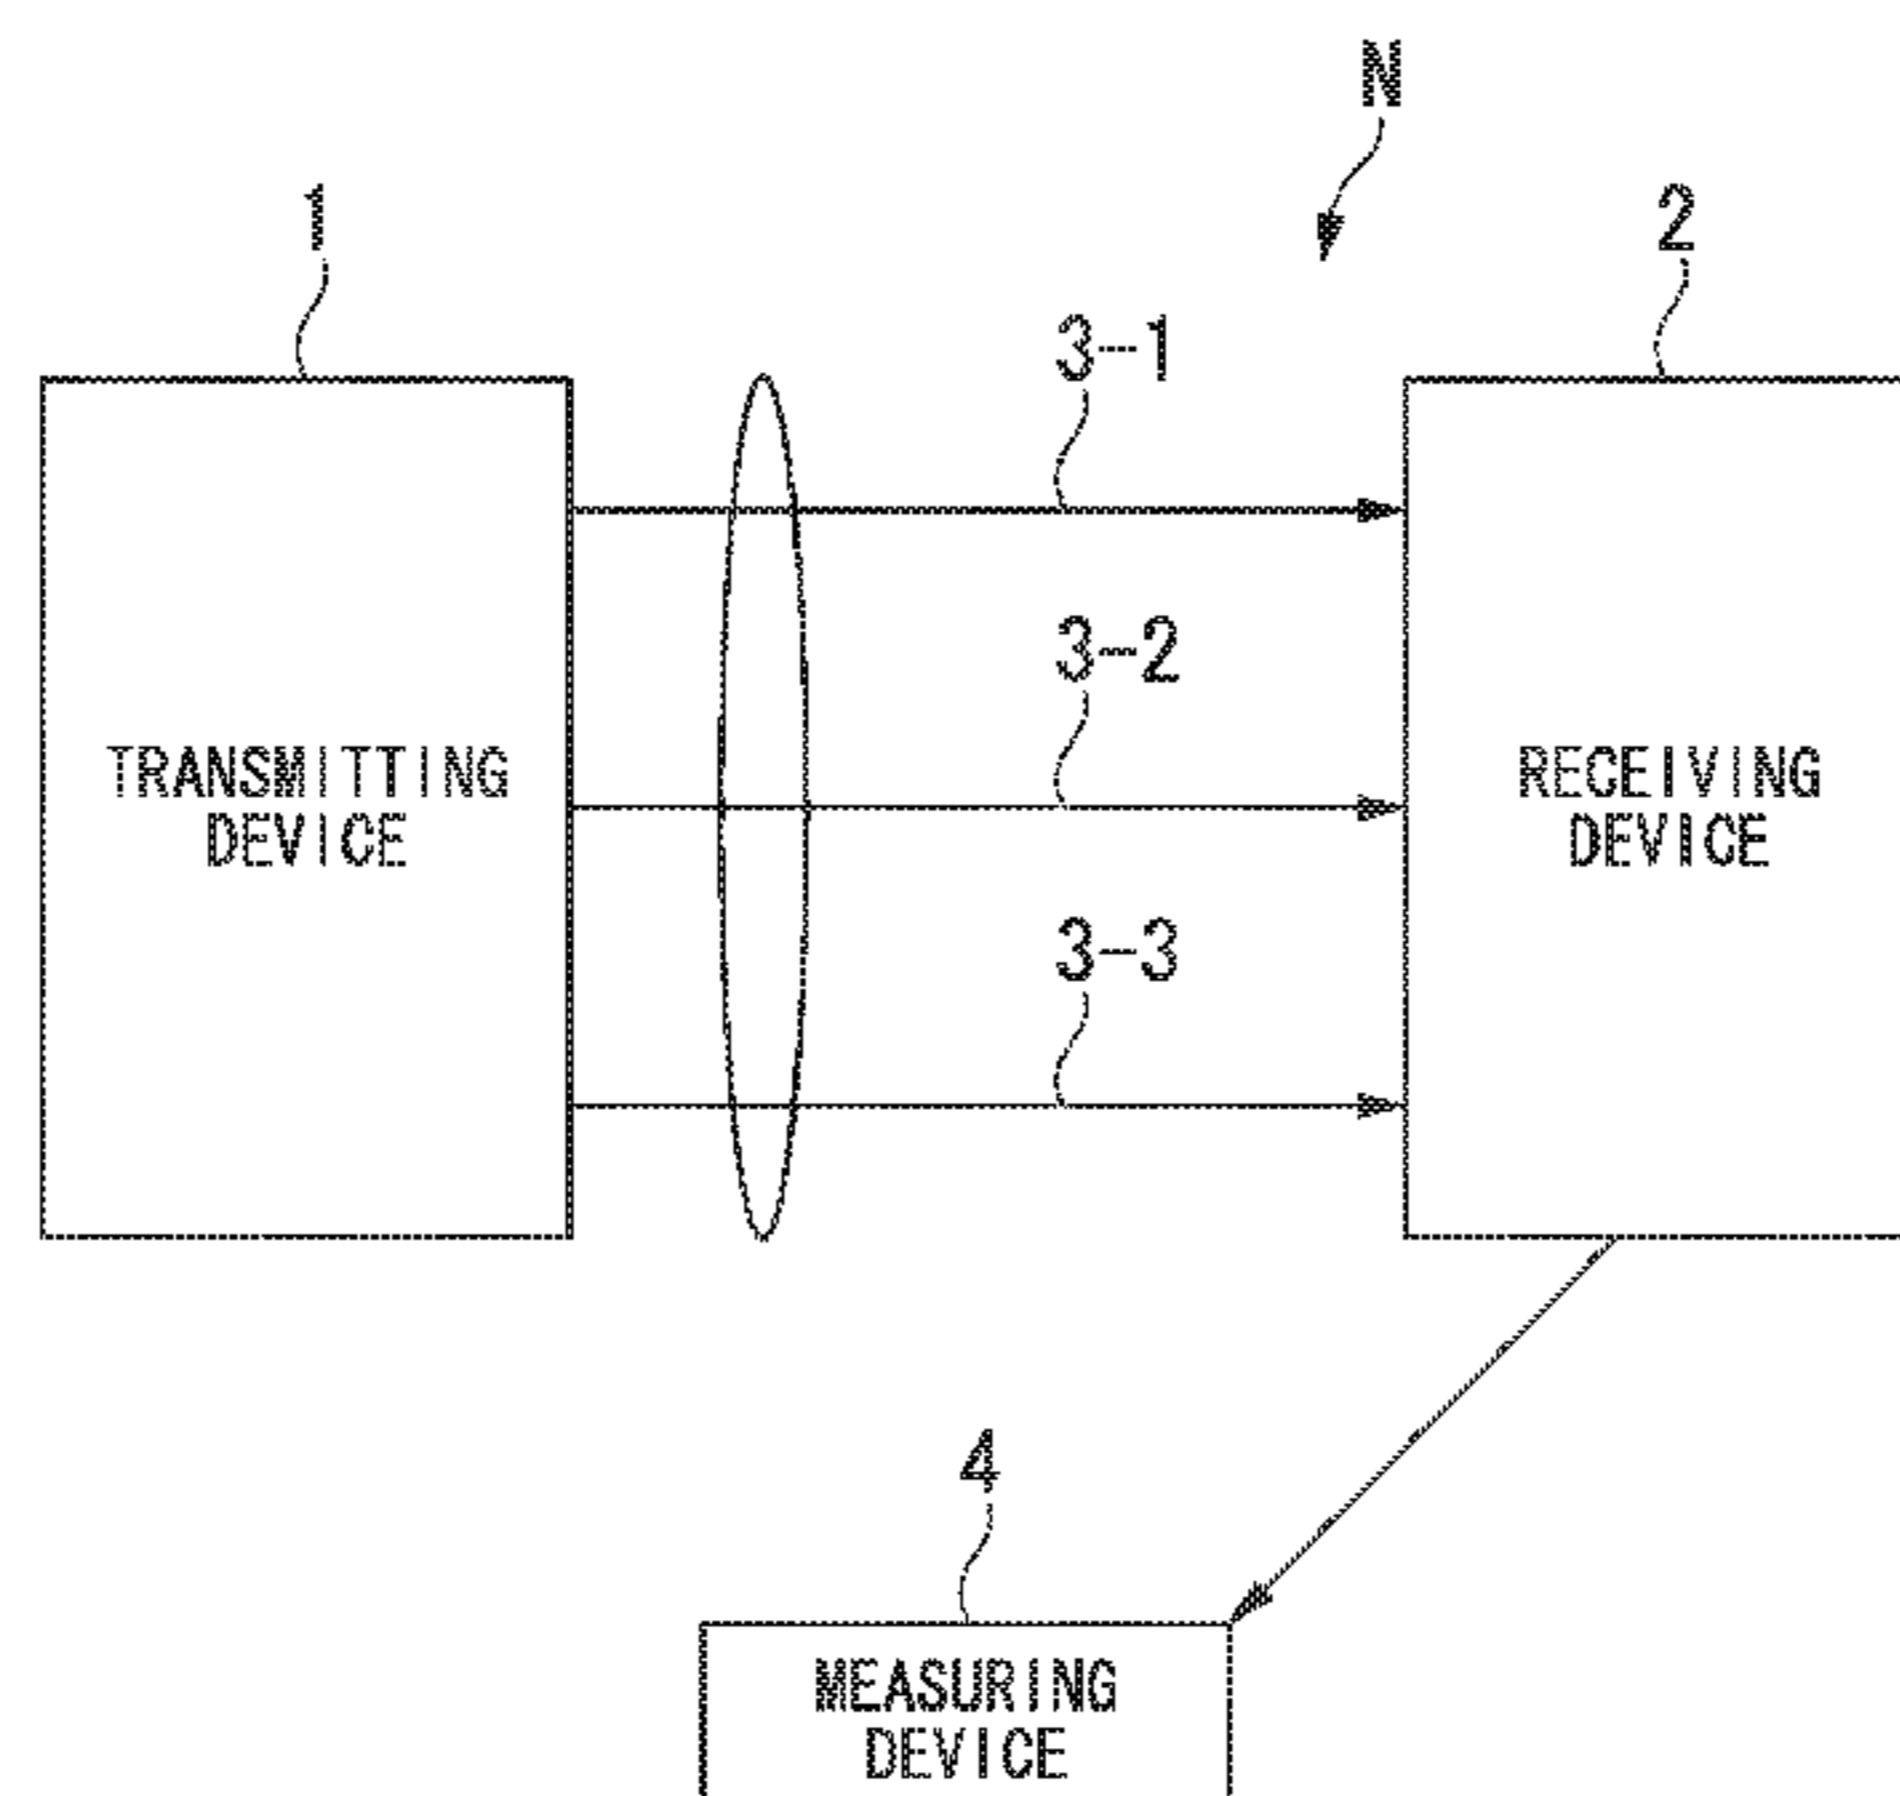 N
1
2
3-1
3-2
TRANSMITTING
DEVICE
RECEIVING
DEVICE
3-3
4
MEASURING
DEVICE